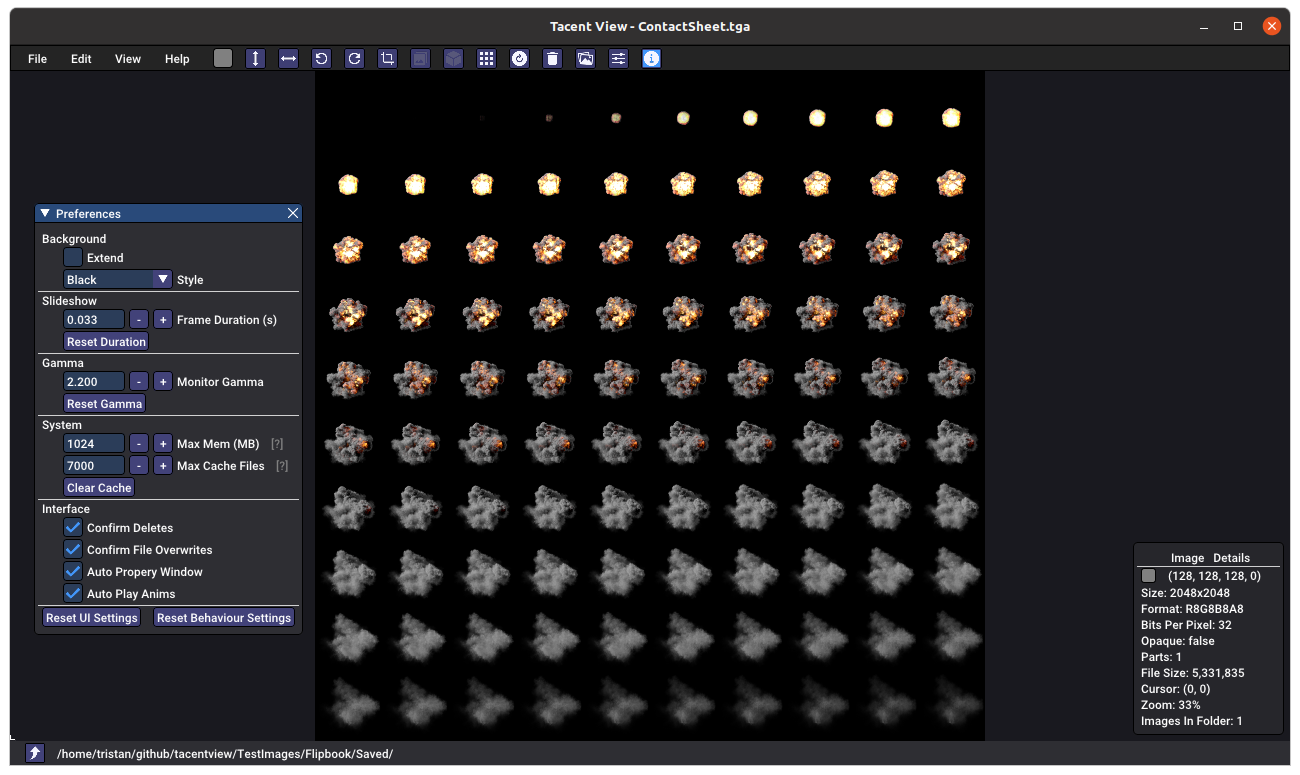 Tacent View - ContactSheet.tga
File Edit View Help
Preferences
Background
Extend
Black Style
Slideshow
0.033 - + Frame Duration (s)
Reset Duration
Gamma
2.200 - + Monitor Gamma
Reset Gamma
System
1024 - + Max Mem (MB) [?]
7000 - + Max Cache Files [?]
Clear Cache
Interface
Confirm Deletes
Confirm File Overwrites
Auto Propery Window
Auto Play Anims
Reset UI Settings Reset Behaviour Settings
Image Details
(128, 128, 128, 0)
Size: 2048x2048
Format: R8G8B8A8
Bits Per Pixel: 32
Opaque: false
Parts: 1
File Size: 5,331,835
Cursor: (0, 0)
Zoom: 33%
Images In Folder: 1
/home/tristan/github/tacentview/TestImages/Flipbook/Saved/